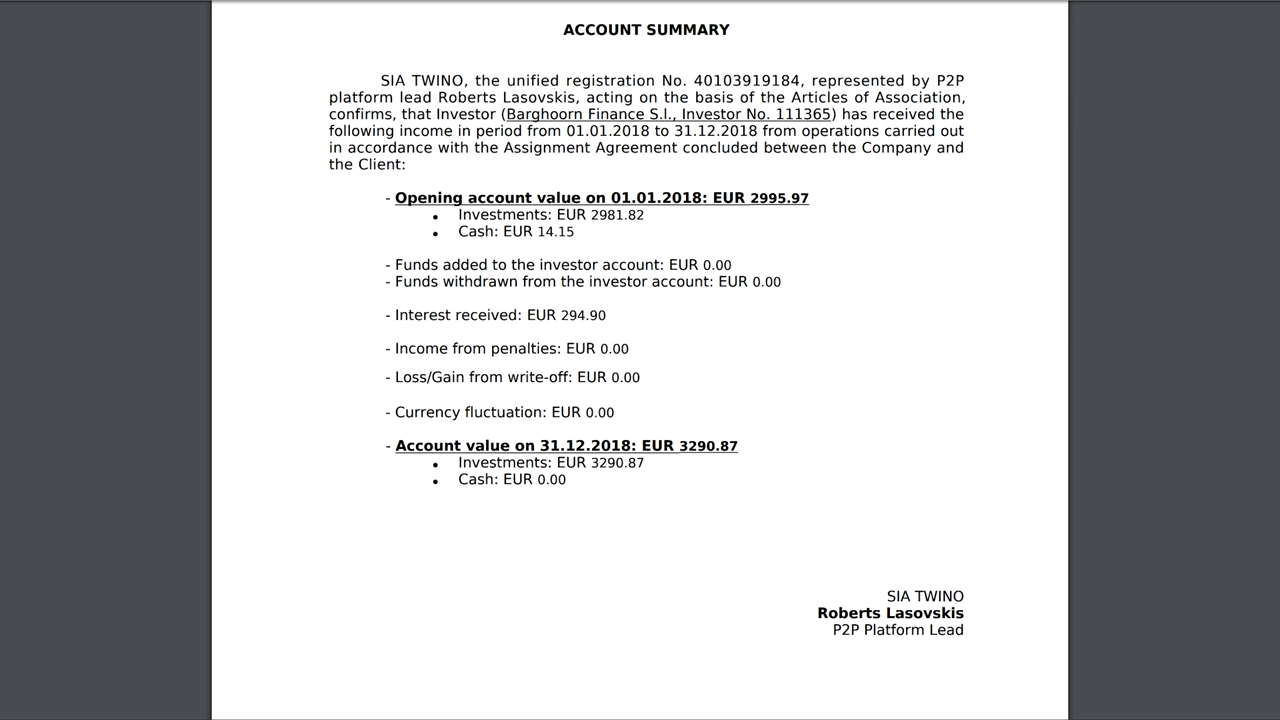 ACCOUNT SUMMARY
SIA TWINO, the unified registration No. 40103919184, represented by P2P
platform lead Roberts Lasovskis, acting on the basis of the Articles of Association,
confirms, that Investor (Barghoorn Finance S.l., Investor No. 111365) has received the
following income in period from 01.01.2018 to 31.12.2018 from operations carried out
in accordance with the Assignment Agreement concluded between the Company and
the Client:
- Opening account value on 01.01.2018: EUR 2995.97
• Investments: EUR 2981.82
• Cash: EUR 14.15
- Funds added to the investor account: EUR 0.00
- Funds withdrawn from the investor account: EUR 0.00
- Interest received: EUR 294.90
- Income from penalties: EUR 0.00
- Loss/Gain from write-off: EUR 0.00
- Currency fluctuation: EUR 0.00
- Account value on 31.12.2018: EUR 3290.87
• Investments: EUR 3290.87
• Cash: EUR 0.00
SIA TWINO
Roberts Lasovskis
P2P Platform Lead